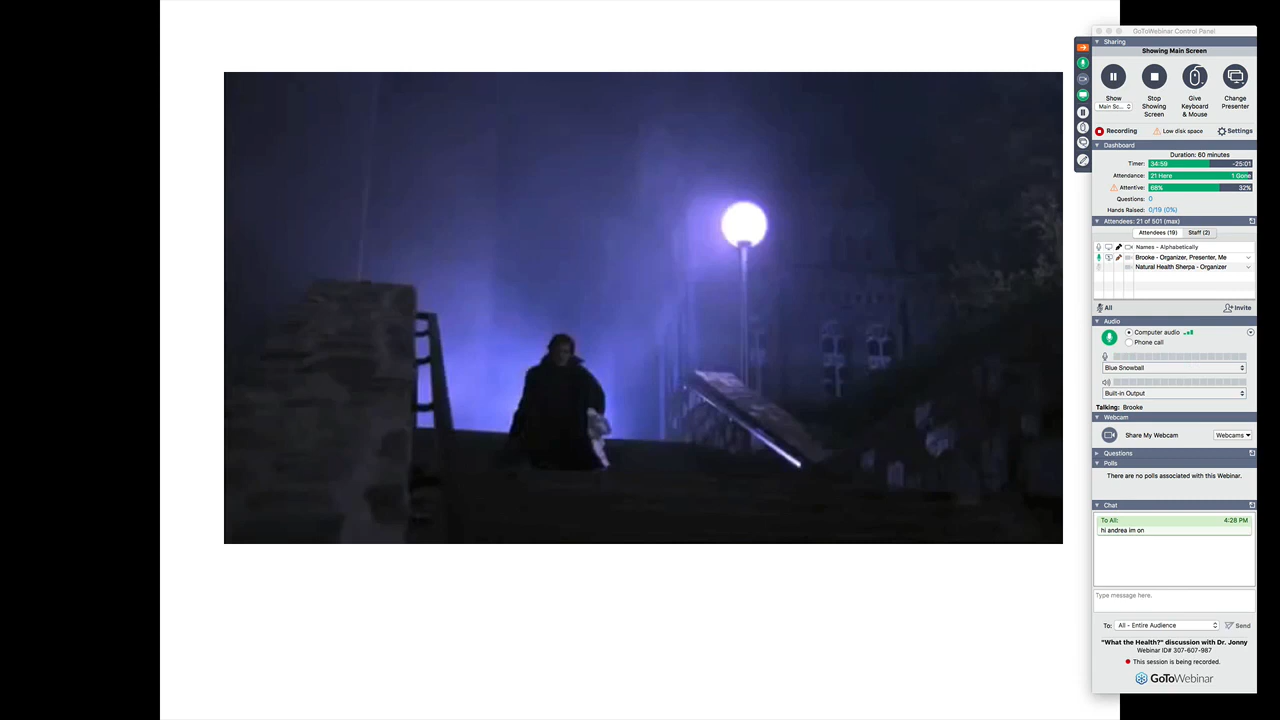 GoToWebinar Control Panel
Sharing
Showing Main Screen
Show
Main Sc...
Stop
Showing
Screen
Give
Keyboard
& Mouse
Change
Presenter
Recording
Low disk space
Settings
Dashboard
Duration: 60 minutes
Timer: 34:59 -25:01
Attendance: 21 Here 1 Gone
Attentive: 68% 32%
Questions: 0
Hands Raised: 0/19 (0%)
Attendees: 21 of 501 (max)
Attendees (19) Staff (2)
Names - Alphabetically
Brooke - Organizer, Presenter, Me
Natural Health Sherpa - Organizer
All Invite
Audio
Computer audio
Phone call
Blue Snowball
Built-in Output
Talking: Brooke
Webcam
Share My Webcam Webcams
Questions
Polls
There are no polls associated with this Webinar.
Chat
To All: 4:28 PM
hi andrea im on
Type message here.
To: All - Entire Audience Send
"What the Health?" discussion with Dr. Jonny
Webinar ID# 307-607-987
This session is being recorded.
GoToWebinar